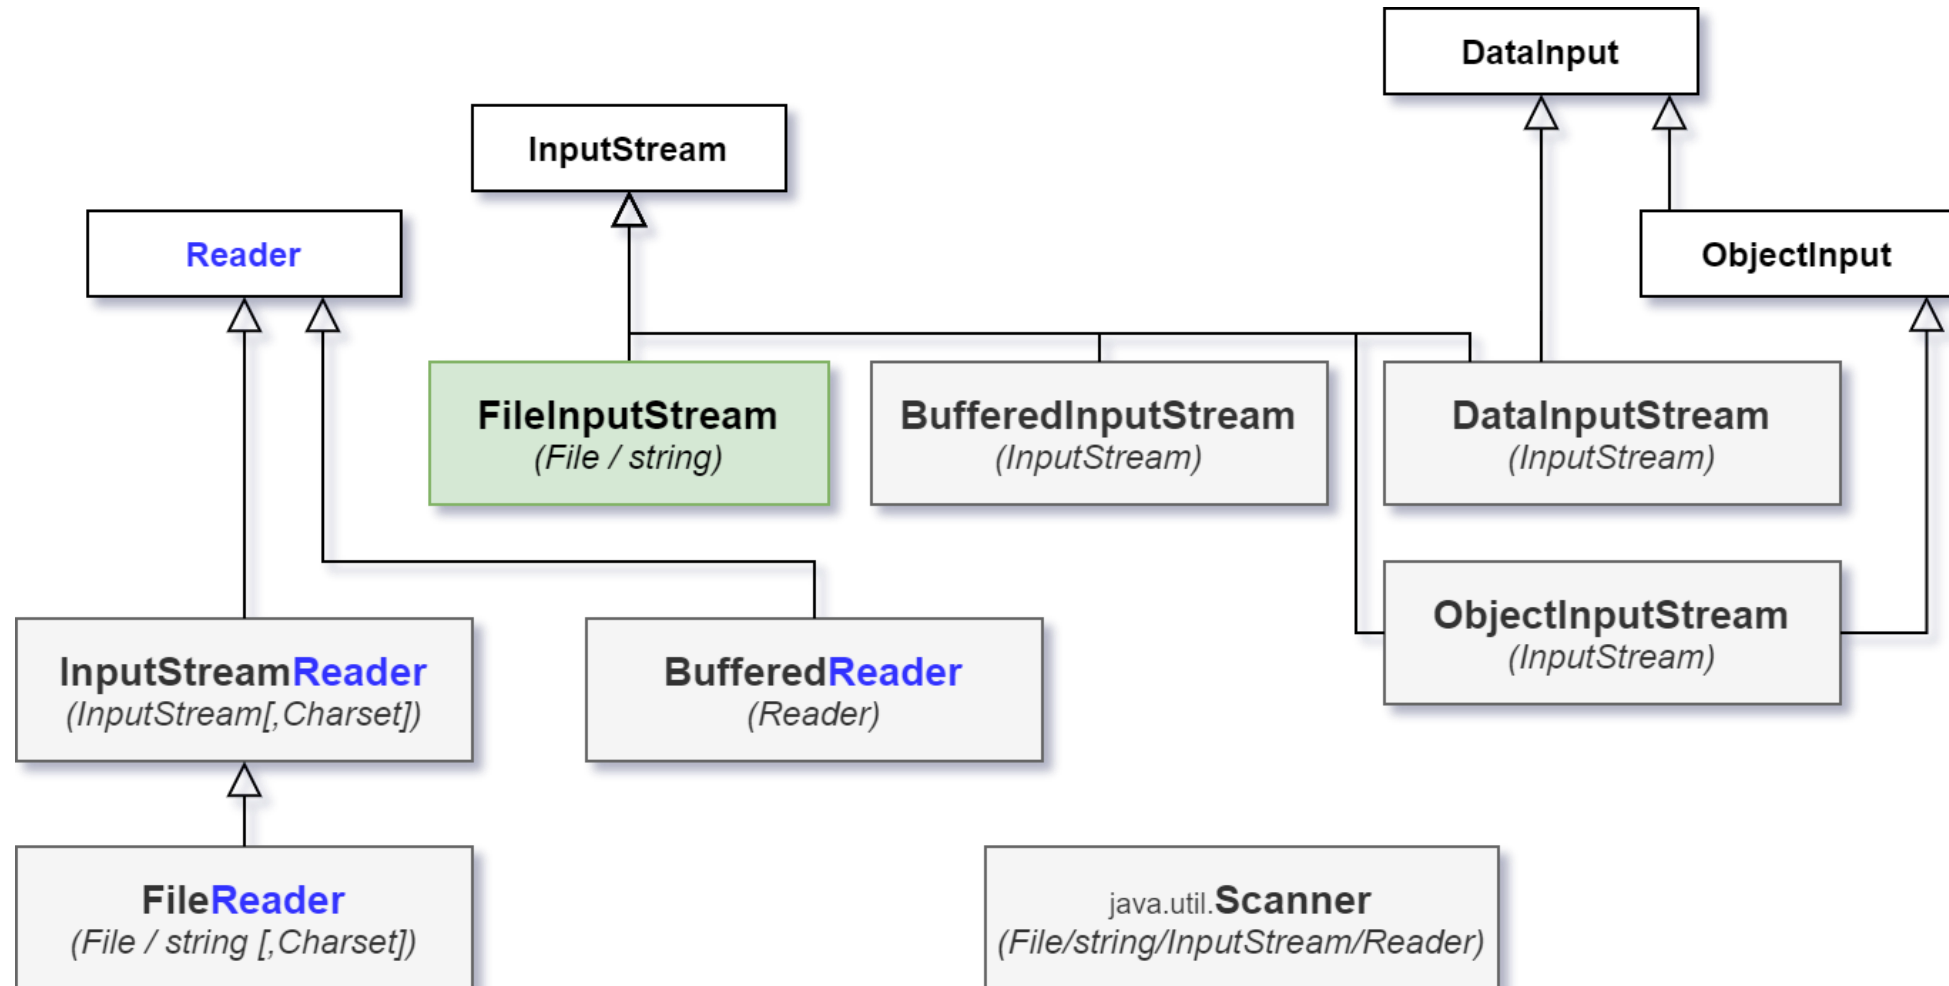 DataInput
InputStream
Reader
ObjectInput
FileInputStream
(File / string)
BufferedInputStream
(InputStream)
DataInputStream
(InputStream)
ObjectInputStream
(InputStream)
InputStreamReader
(InputStream[,Charset])
BufferedReader
(Reader)
FileReader
(File / string [,Charset])
java.util.Scanner
(File/string/InputStream/Reader)